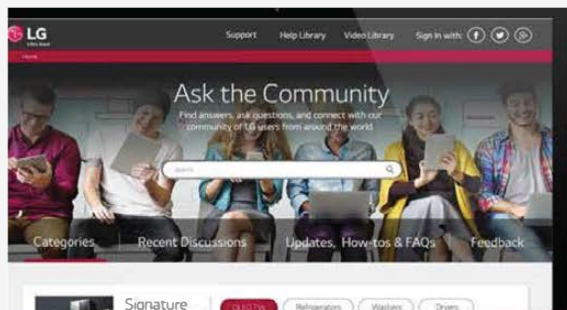 LG
Support Help Library Video Library Sign in with:
Home
Ask the Community
Find answers, ask questions, and connect with our
community of LG users from around the world
Search
Categories Recent Discussions Updates, How-tos & FAQs Feedback
Signature
OLED TVs Refrigerators Washers Dryers